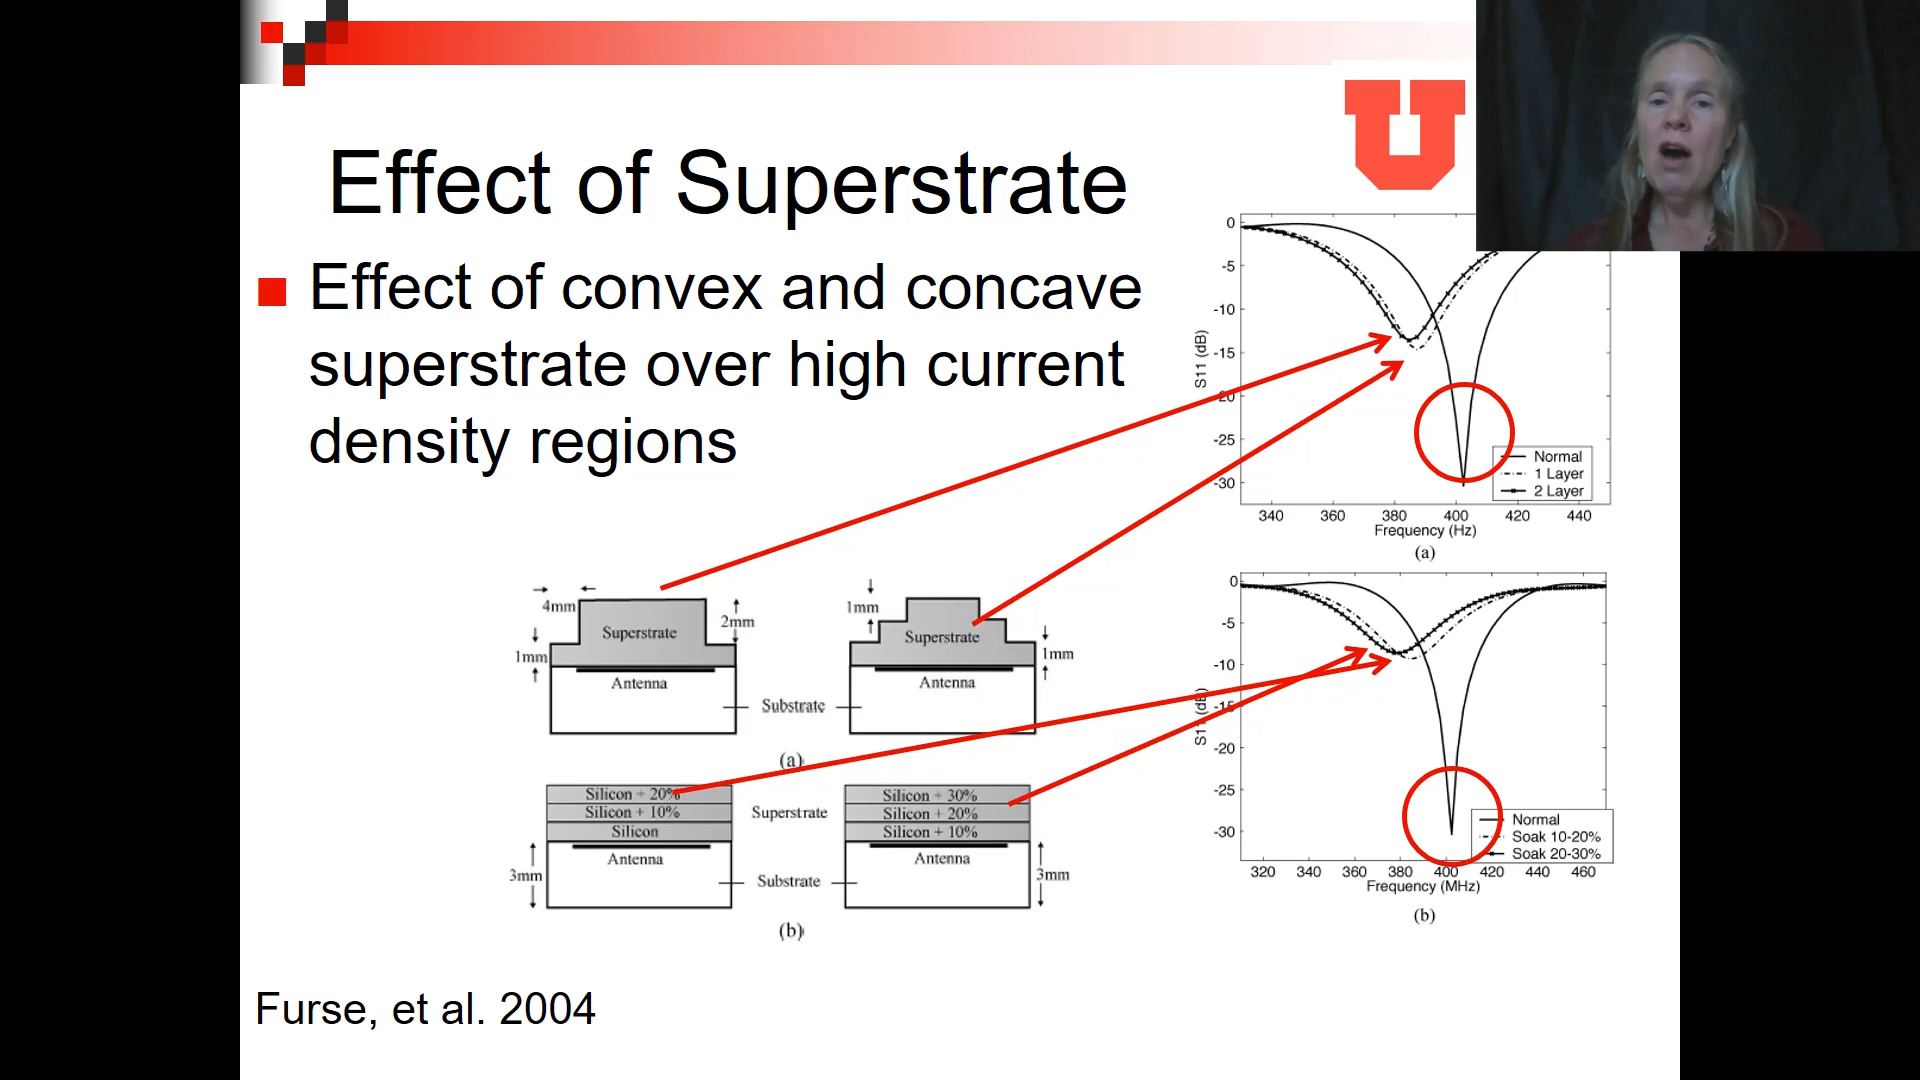 Effect of Superstrate
Effect of convex and concave
superstrate over high current
density regions
4mm
2mm
1mm
Superstrate
Antenna
1mm
Superstrate
1mm
Antenna
Substrate
(a)
Silicon + 20%
Silicon + 10%
Silicon
Antenna
3mm
Superstrate
Silicon + 30%
Silicon + 20%
Silicon + 10%
Antenna
3mm
Substrate
(b)
0
-5
-10
-15
-20
-25
-30
S11 (dB)
Normal
1 Layer
2 Layer
340 360 380 400 420 440
Frequency (Hz)
(a)
0
-5
-10
-15
-20
-25
-30
S11 (dB)
Normal
Soak 10-20%
Soak 20-30%
320 340 360 380 400 420 440 460
Frequency (MHz)
(b)
Furse, et al. 2004
U